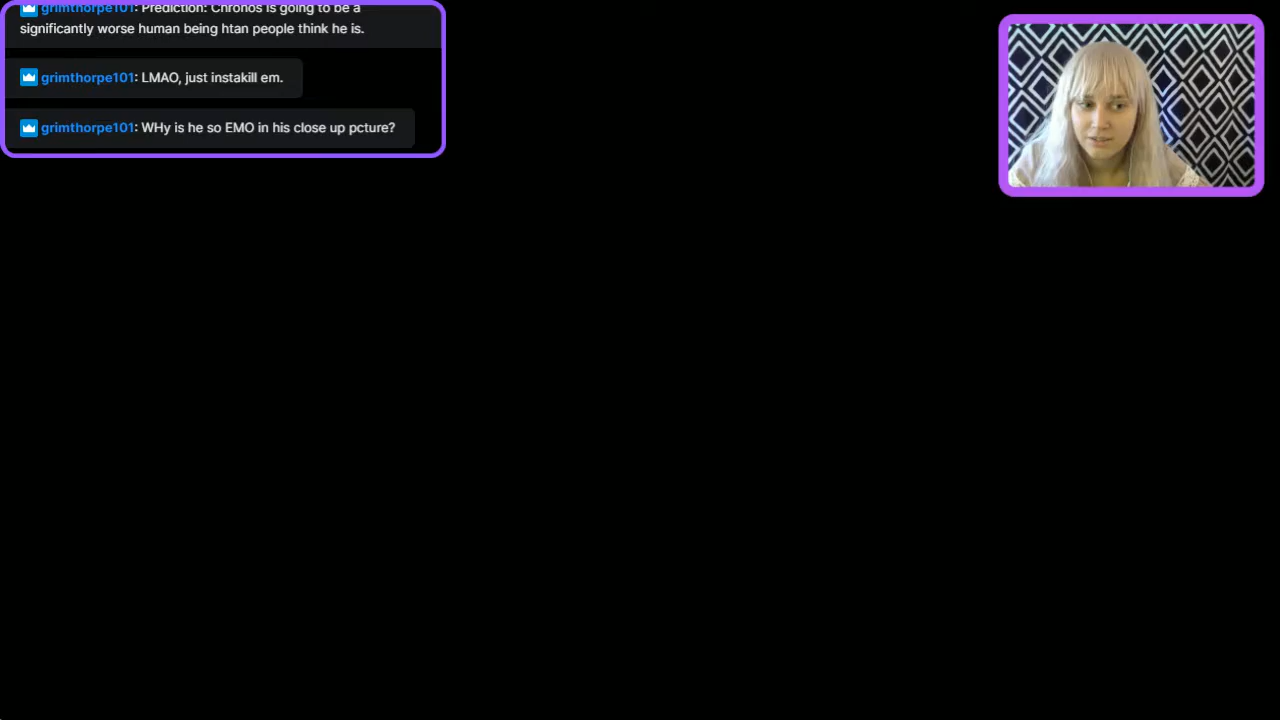 grimthorpe101: Prediction: Chronos is going to be a
significantly worse human being htan people think he is.
grimthorpe101: LMAO, just instakill em.
grimthorpe101: WHy is he so EMO in his close up pcture?